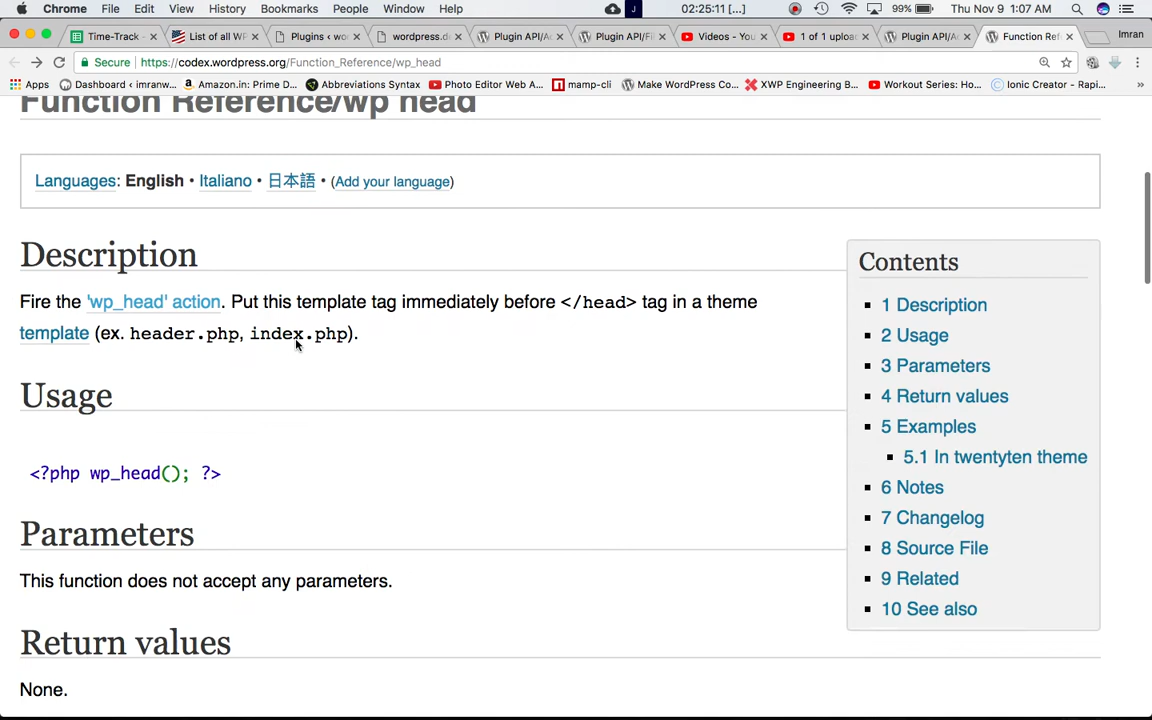 Chrome File Edit View History Bookmarks People Window Help 02:25:11 [...] 99% Thu Nov 9 1:07 AM
Time-Track List of all WP Plugins ‹ wo wordpress.d Plugin API/A Plugin API/Fi Videos - You 1 of 1 uploa Plugin API/A Function Ref Imran
Secure https://codex.wordpress.org/Function_Reference/wp_head
Apps Dashboard ‹ imranw... Amazon.in: Prime D... Abbreviations Syntax Photo Editor Web A... mamp-cli Make WordPress Co... XWP Engineering B... Workout Series: Ho... Ionic Creator - Rapi... »
Function Reference/wp head
Languages: English • Italiano • 日本語 • (Add your language)
Description
Fire the 'wp_head' action. Put this template tag immediately before </head> tag in a theme
template (ex. header.php, index.php).
Usage
<?php wp_head(); ?>
Parameters
This function does not accept any parameters.
Return values
None.
Contents
1 Description
2 Usage
3 Parameters
4 Return values
5 Examples
5.1 In twentyten theme
6 Notes
7 Changelog
8 Source File
9 Related
10 See also